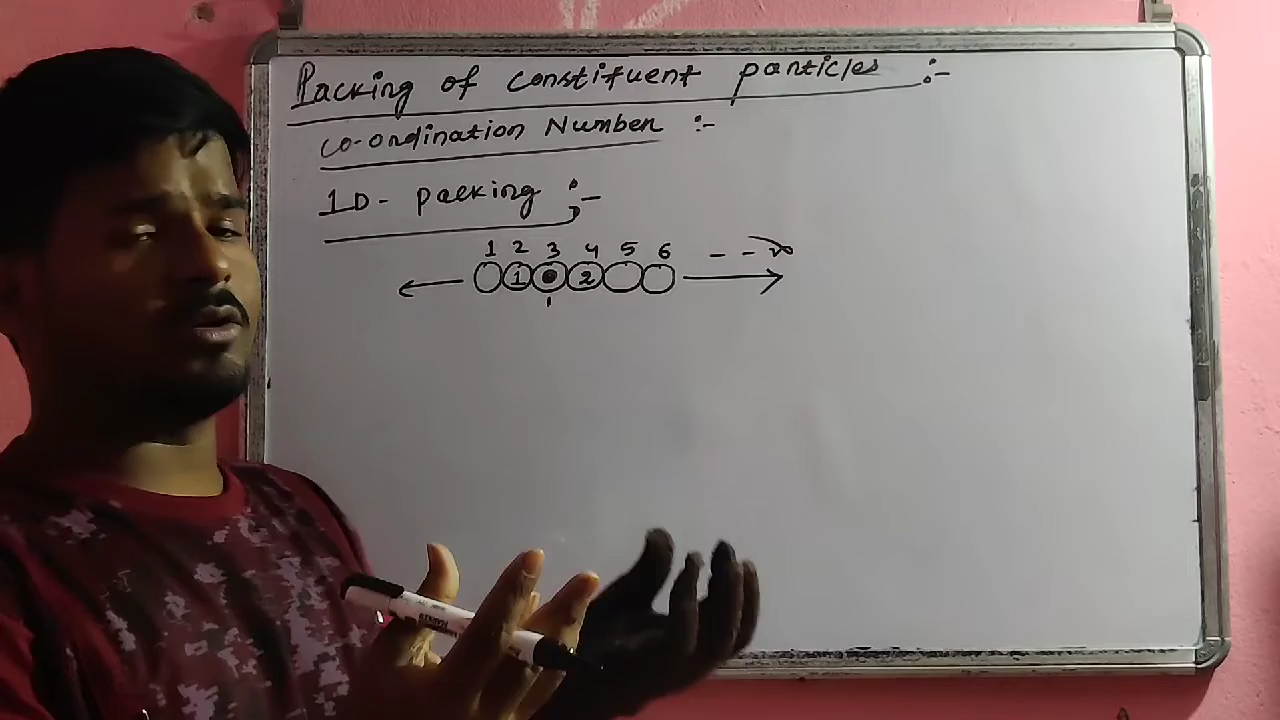 Packing of constituent particles :-
co-ordination Number :-
1D- packing :-
1 2 3 4 5 6 - - ∞
1 2